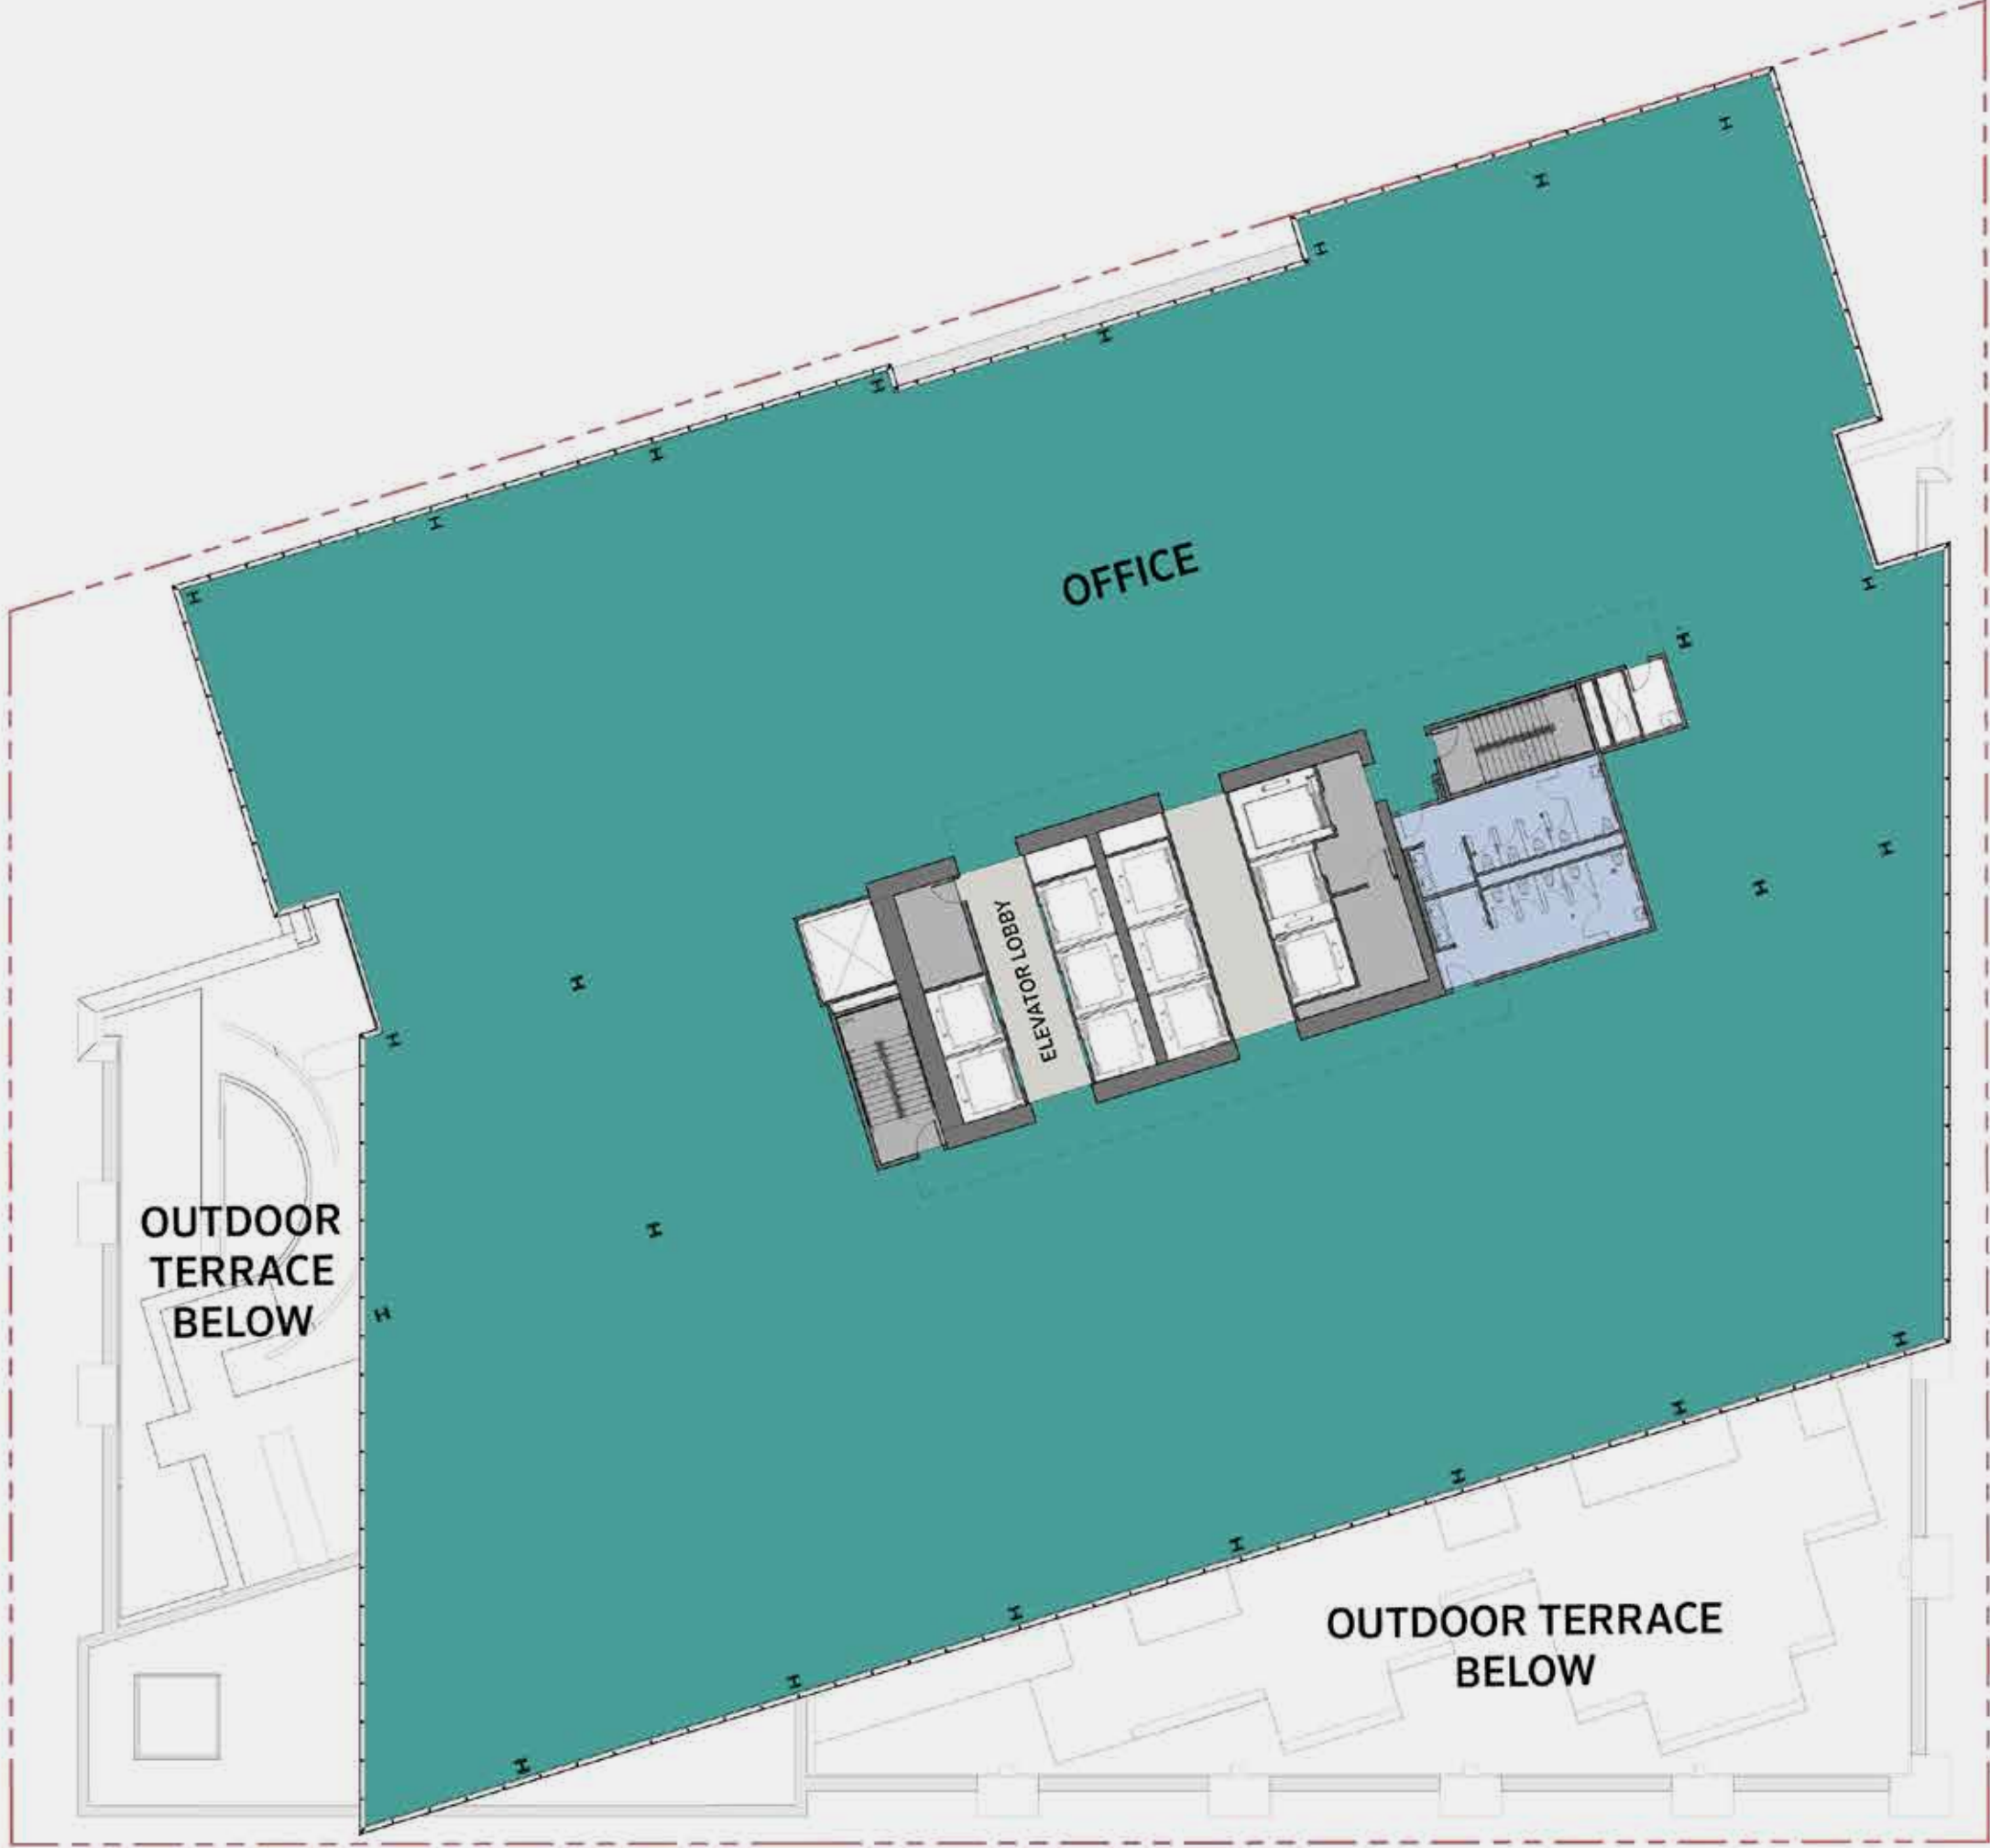 OFFICE
ELEVATOR LOBBY
OUTDOOR
TERRACE
BELOW
OUTDOOR TERRACE
BELOW